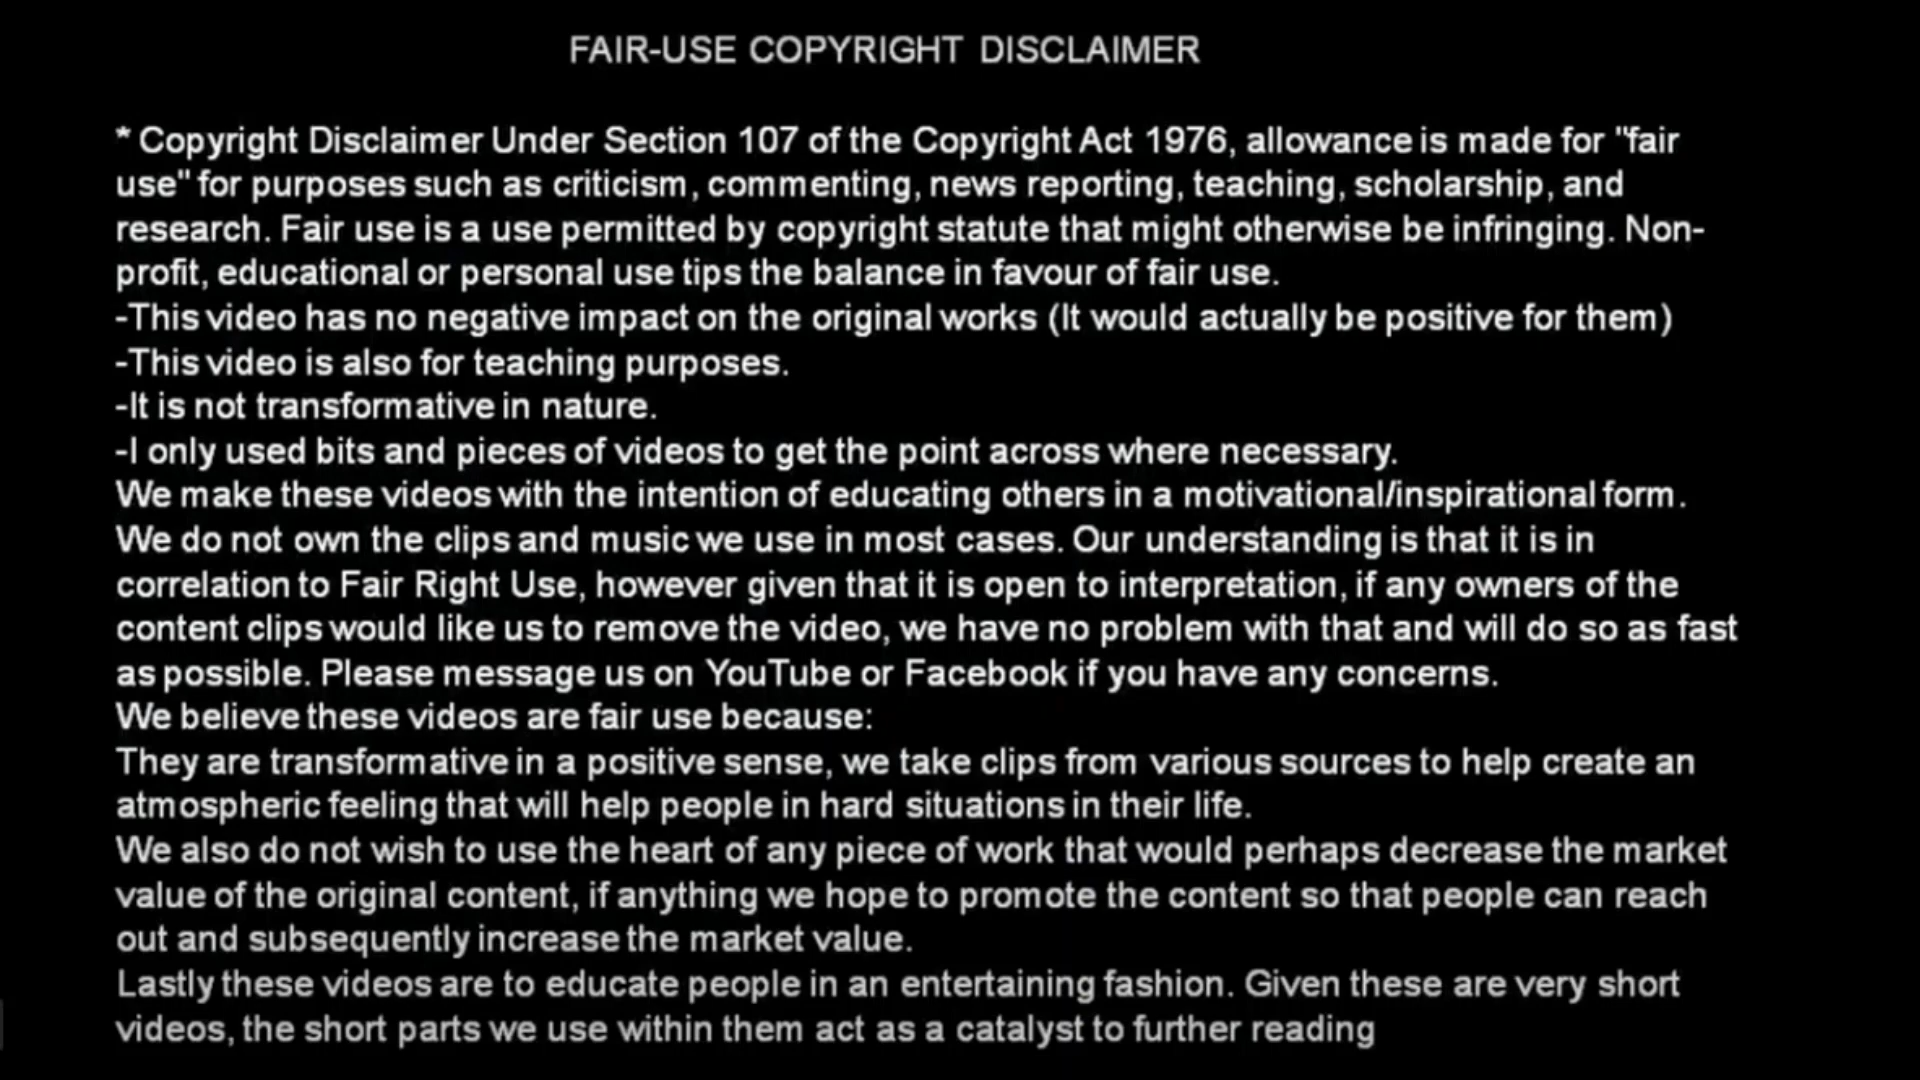 FAIR-USE COPYRIGHT DISCLAIMER
* Copyright Disclaimer Under Section 107 of the Copyright Act 1976, allowance is made for "fair
use" for purposes such as criticism, commenting, news reporting, teaching, scholarship, and
research. Fair use is a use permitted by copyright statute that might otherwise be infringing. Non-
profit, educational or personal use tips the balance in favour of fair use.
-This video has no negative impact on the original works (It would actually be positive for them)
-This video is also for teaching purposes.
-It is not transformative in nature.
-I only used bits and pieces of videos to get the point across where necessary.
We make these videos with the intention of educating others in a motivational/inspirational form.
We do not own the clips and music we use in most cases. Our understanding is that it is in
correlation to Fair Right Use, however given that it is open to interpretation, if any owners of the
content clips would like us to remove the video, we have no problem with that and will do so as fast
as possible. Please message us on YouTube or Facebook if you have any concerns.
We believe these videos are fair use because:
They are transformative in a positive sense, we take clips from various sources to help create an
atmospheric feeling that will help people in hard situations in their life.
We also do not wish to use the heart of any piece of work that would perhaps decrease the market
value of the original content, if anything we hope to promote the content so that people can reach
out and subsequently increase the market value.
Lastly these videos are to educate people in an entertaining fashion. Given these are very short
videos, the short parts we use within them act as a catalyst to further reading